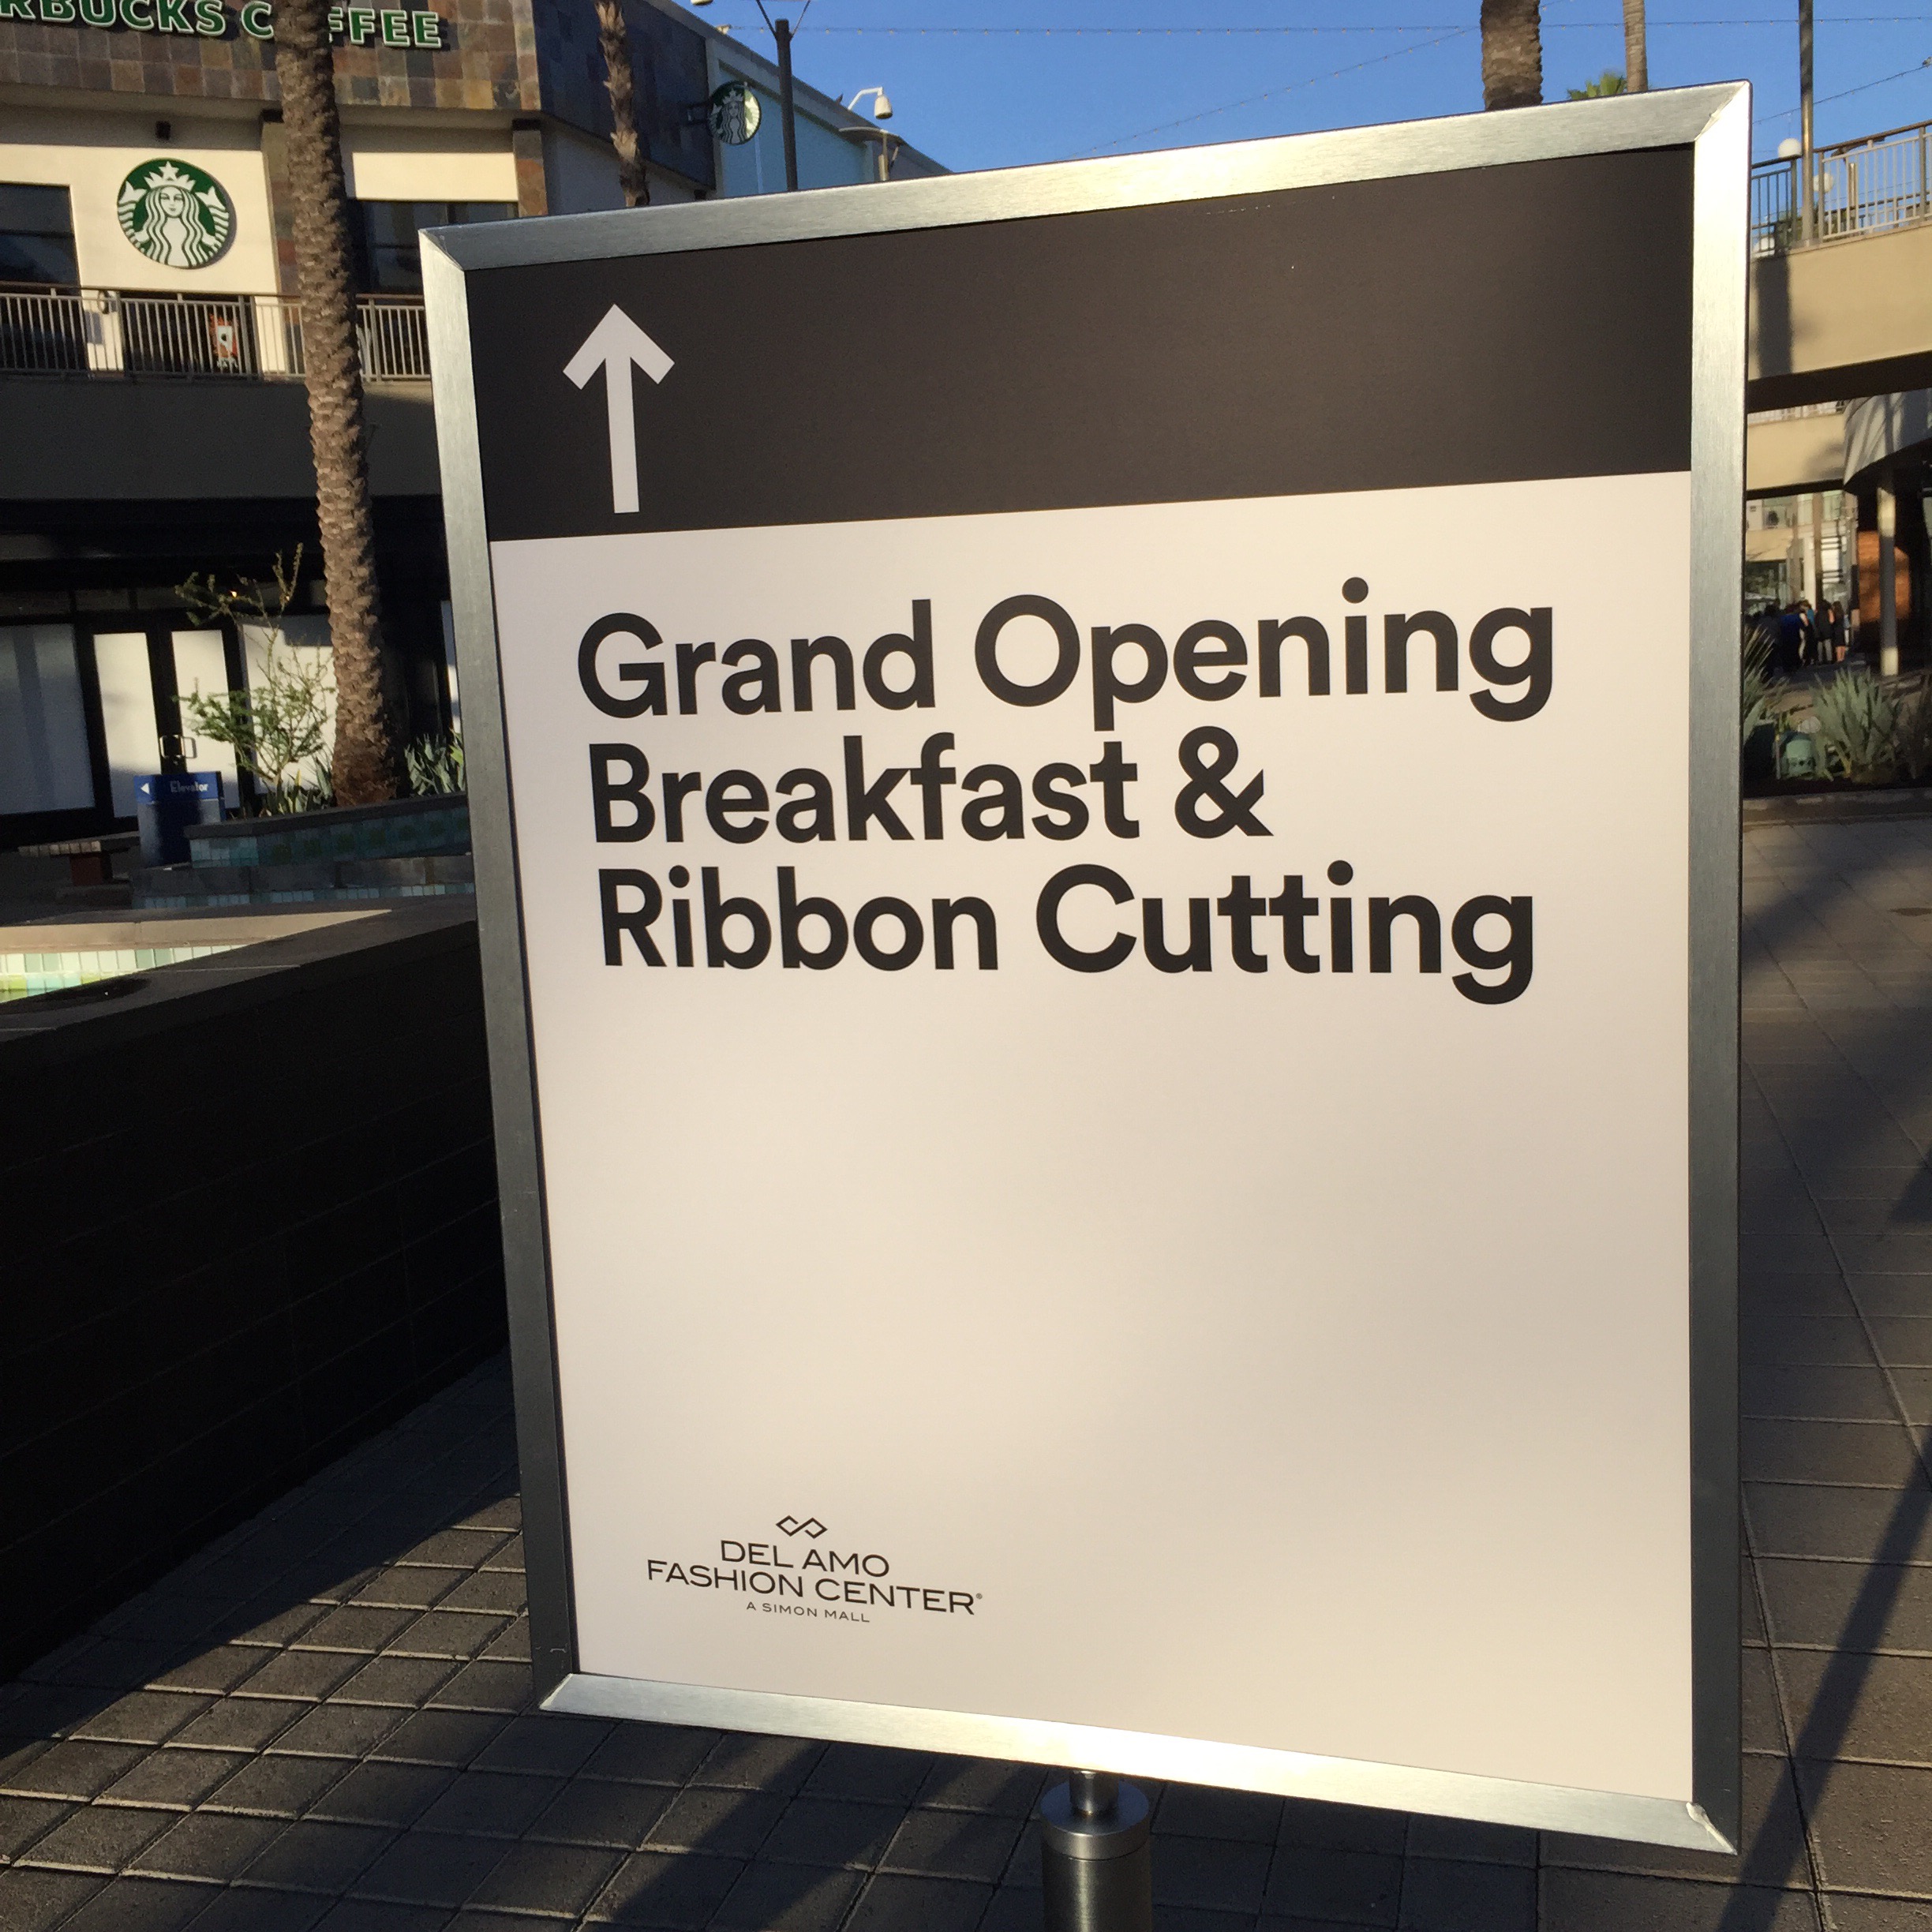 RBUCKS C FFEE
Elevator
Grand Opening
Breakfast &
Ribbon Cutting
DEL AMO
FASHION CENTER®
A SIMON MALL